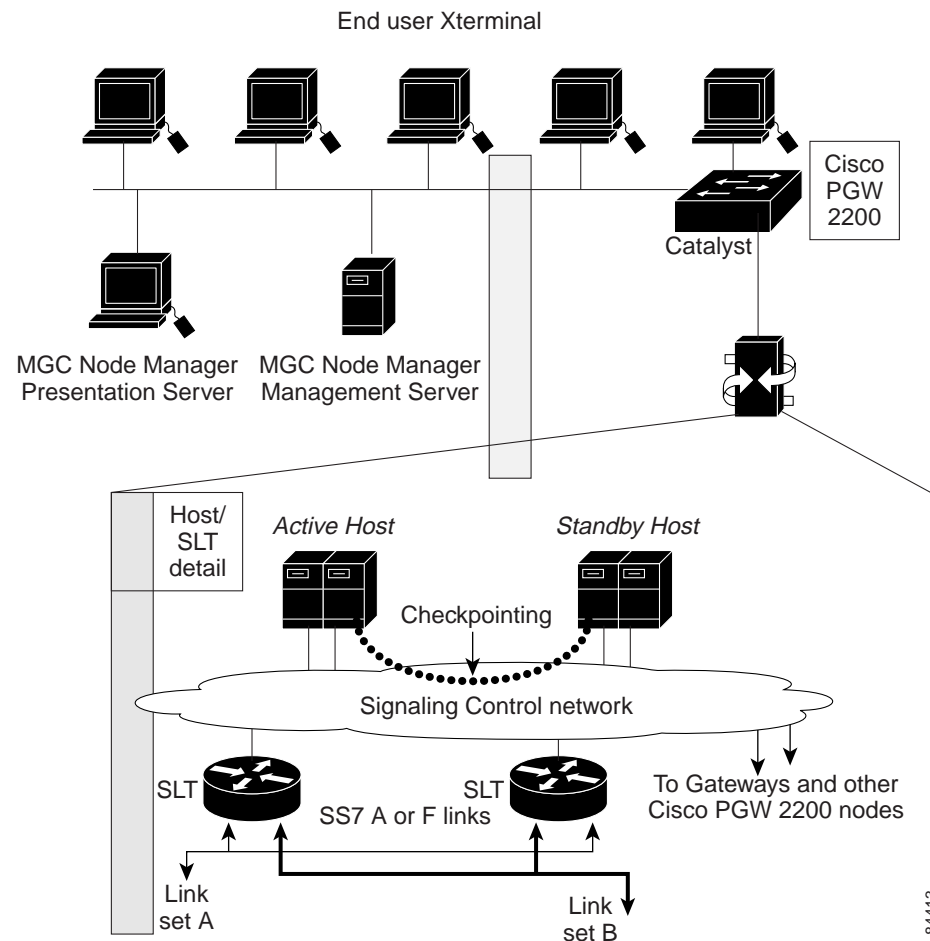 End user Xterminal
Cisco
PGW
2200
Catalyst
MGC Node Manager
Presentation Server
MGC Node Manager
Management Server
Host/
SLT
detail
Active Host
Standby Host
Checkpointing
Signaling Control network
SLT
SLT
SS7 A or F links
To Gateways and other
Cisco PGW 2200 nodes
Link
set A
Link
set B